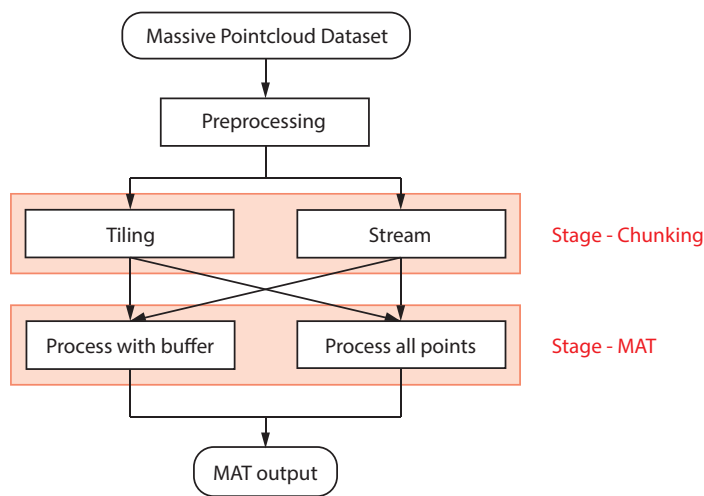 Massive Pointcloud Dataset
Preprocessing
Tiling
Stream
Stage - Chunking
Process with buffer
Process all points
Stage - MAT
MAT output